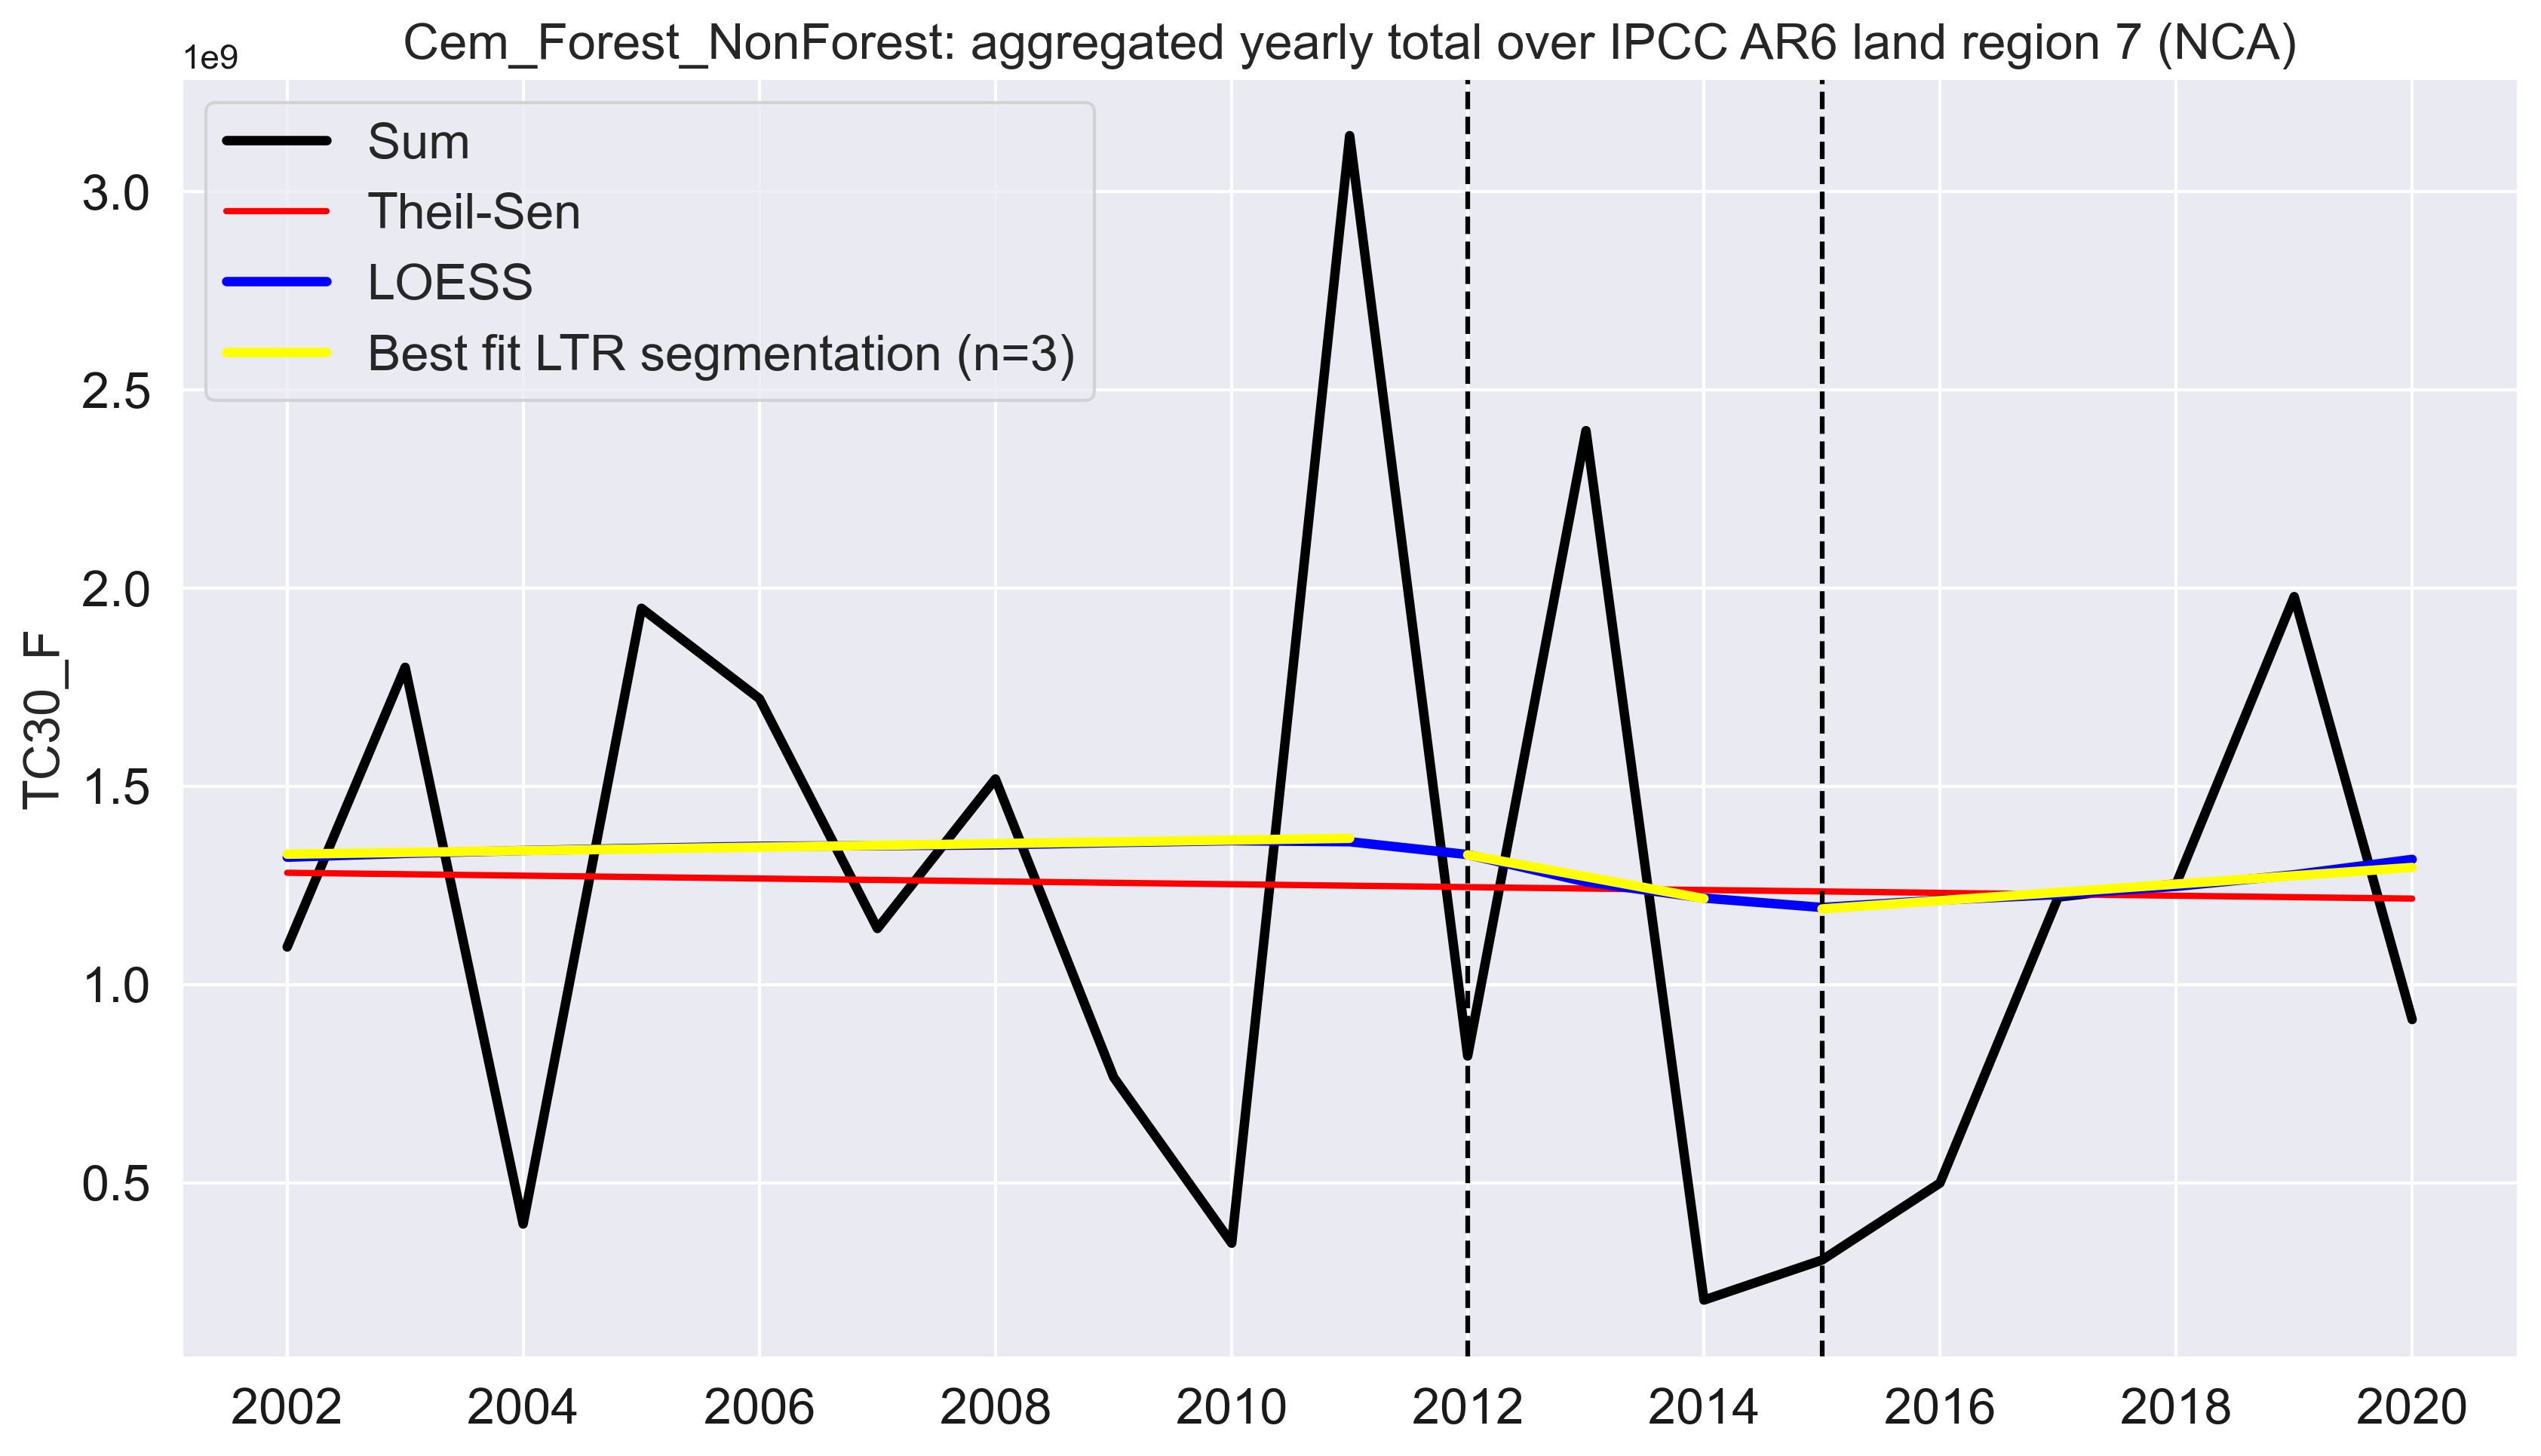 Cem_Forest_NonForest: aggregated yearly total over IPCC AR6 land region 7 (NCA)
1e9
Sum
Theil-Sen
LOESS
Best fit LTR segmentation (n=3)
3.0
2.5
2.0
1.5
1.0
0.5
TC30_F
2002 2004 2006 2008 2010 2012 2014 2016 2018 2020